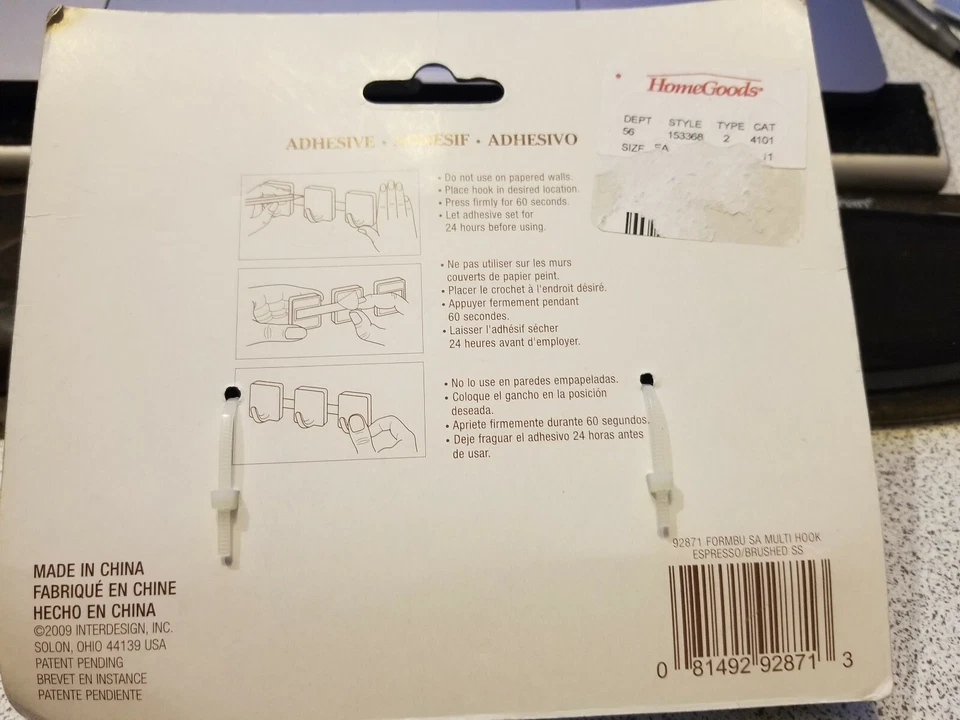 HomeGoods
DEPT STYLE TYPE CAT
56 153368 2 4101
SIZE EA
ADHESIVE • • ADHESIVO
• Do not use on papered walls.
• Place hook in desired location.
• Press firmly for 60 seconds.
• Let adhesive set for
24 hours before using.
• Ne pas utiliser sur les murs
couverts de papier peint.
• Placer le crochet à l'endroit désiré.
• Appuyer fermement pendant
60 secondes.
• Laisser l'adhésif sécher
24 heures avant d'employer.
• No lo use en paredes empapeladas.
• Coloque el gancho en la posición
deseada.
• Apriete firmemente durante 60 segundos.
• Deje fraguar el adhesivo 24 horas antes
de usar.
MADE IN CHINA
FABRIQUÉ EN CHINE
HECHO EN CHINA
©2009 INTERDESIGN, INC.
SOLON, OHIO 44139 USA
PATENT PENDING
BREVET EN INSTANCE
PATENTE PENDIENTE
92871 FORMBU SA MULTI HOOK
ESPRESSO/BRUSHED SS
0 81492 92871 3